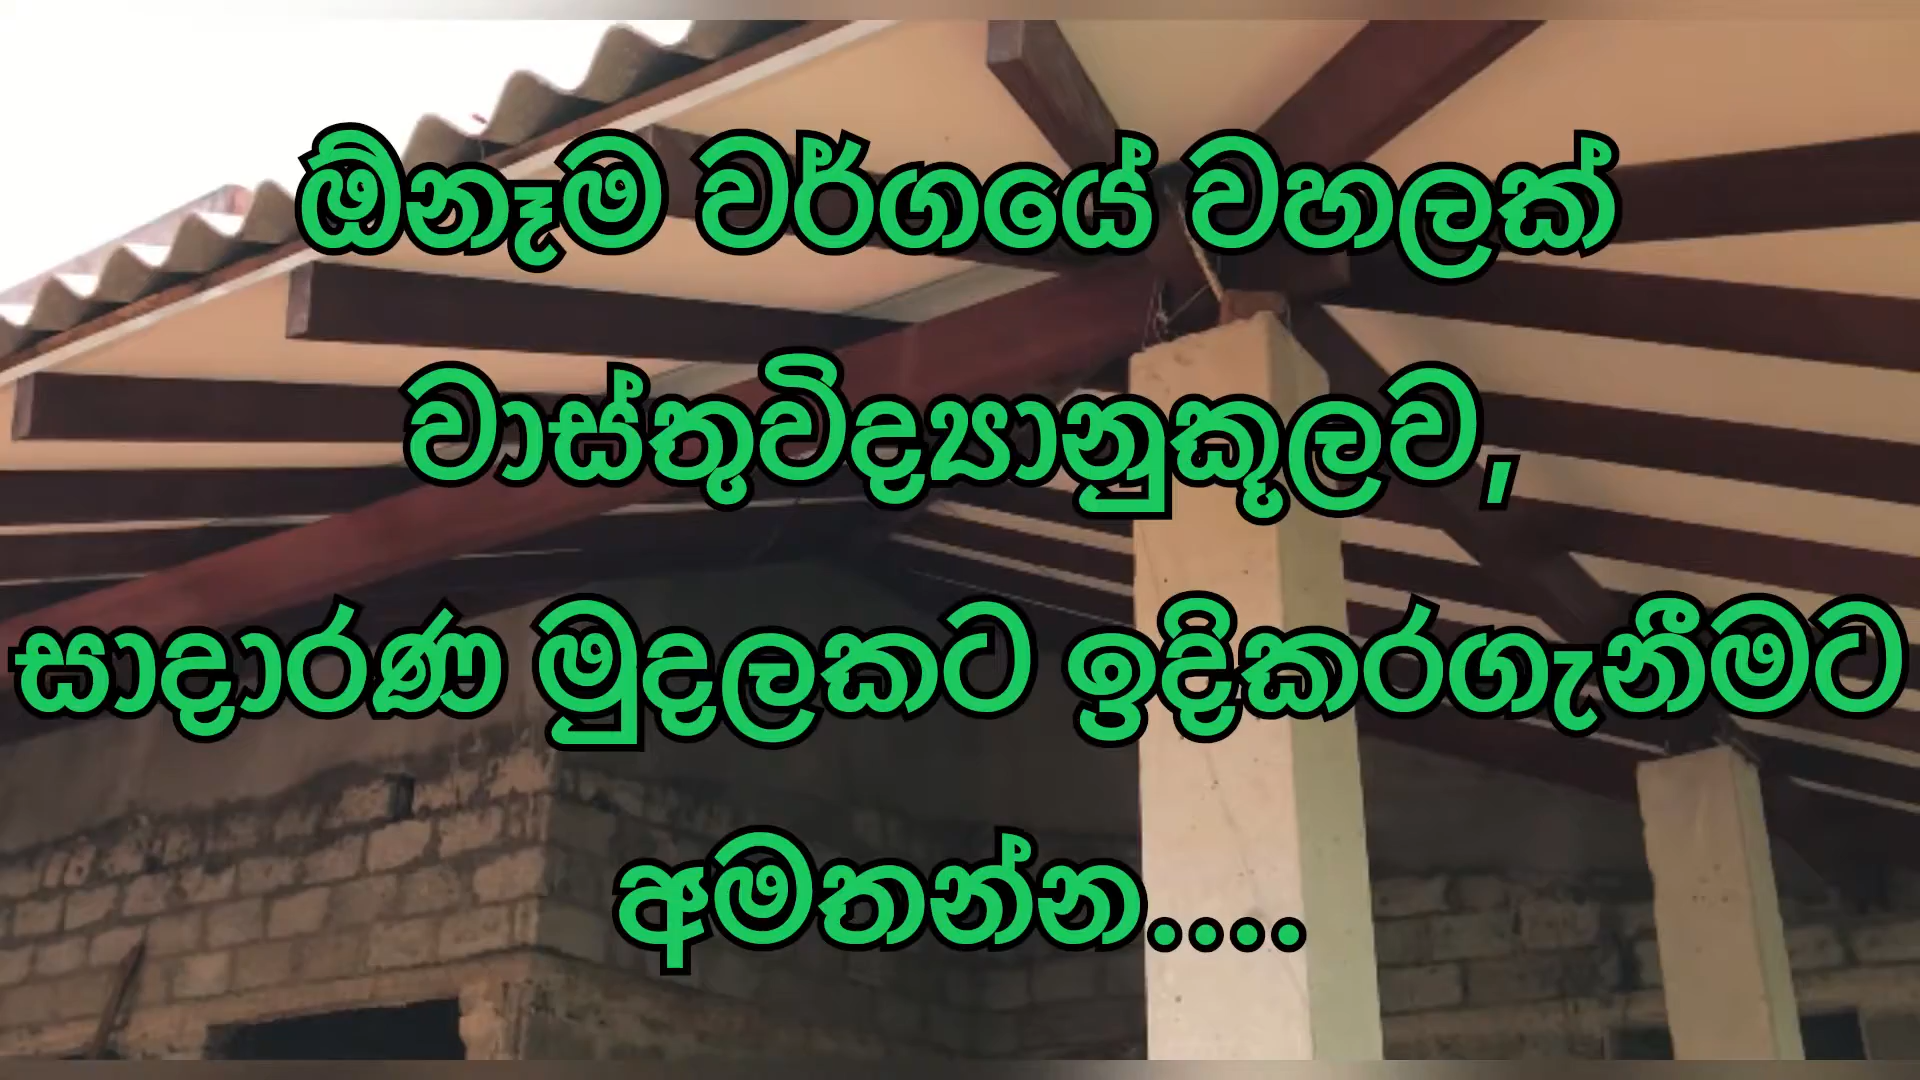 ඕනෑම වර්ගයේ වහලක්
වාස්තුවිද්‍යානුකූලව,
සාදාරණ මුදලකට ඉදිකරගැනීමට
අමතන්න....